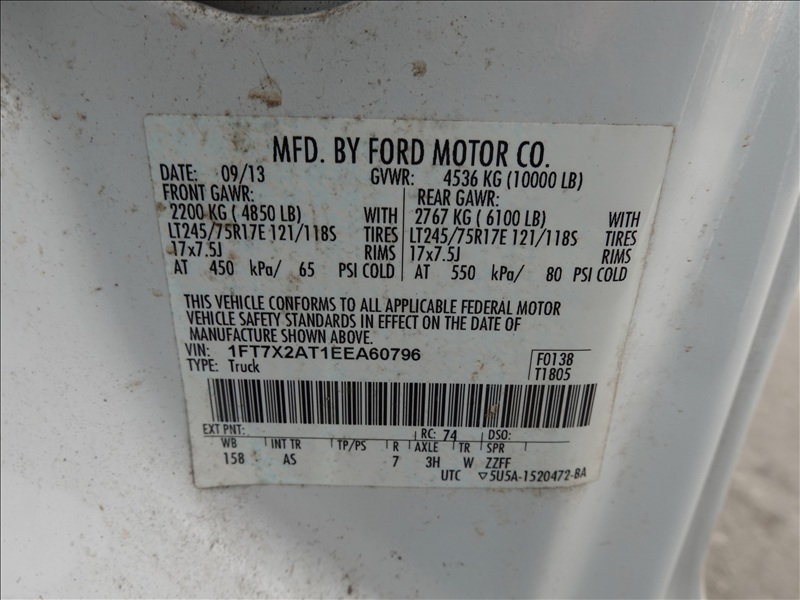 MFD. BY FORD MOTOR CO.
DATE: 09/13 GVWR: 4536 KG (10000 LB)
FRONT GAWR: REAR GAWR:
2200 KG ( 4850 LB) WITH 2767 KG ( 6100 LB) WITH
LT245/75R17E 121/118S TIRES LT245/75R17E 121/118S TIRES
17x7.5J RIMS 17x7.5J RIMS
AT 450 kPa/ 65 PSI COLD AT 550 kPa/ 80 PSI COLD
THIS VEHICLE CONFORMS TO ALL APPLICABLE FEDERAL MOTOR
VEHICLE SAFETY STANDARDS IN EFFECT ON THE DATE OF
MANUFACTURE SHOWN ABOVE.
VIN: 1FT7X2AT1EEA60796 F0138
TYPE: Truck T1805
EXT PNT: RC: 74 DSO:
WB INT TR TP/PS R AXLE TR SPR
158 AS 7 3H W ZZFF
UTC ▽5U5A-1520472-BA